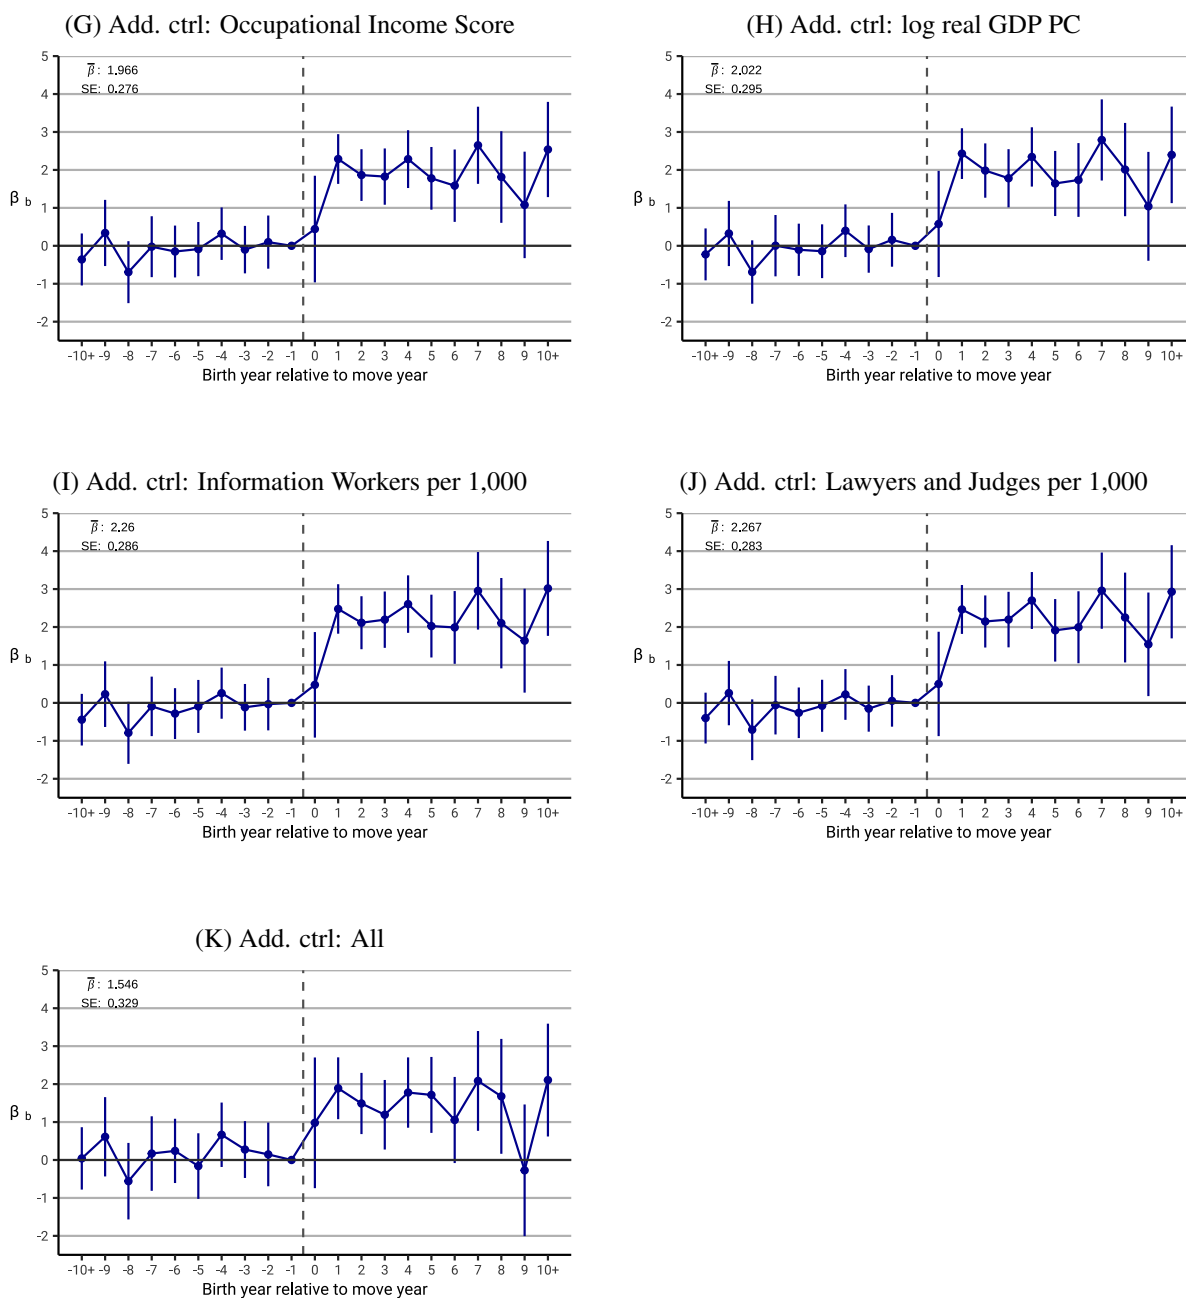 (G) Add. ctrl: Occupational Income Score
β̅ : 1.966
SE: 0.276
5
4
3
2
1
0
-1
-2
β b
-10+ -9 -8 -7 -6 -5 -4 -3 -2 -1 0 1 2 3 4 5 6 7 8 9 10+
Birth year relative to move year
(H) Add. ctrl: log real GDP PC
β̅ : 2.022
SE: 0.295
5
4
3
2
1
0
-1
-2
β b
-10+ -9 -8 -7 -6 -5 -4 -3 -2 -1 0 1 2 3 4 5 6 7 8 9 10+
Birth year relative to move year
(I) Add. ctrl: Information Workers per 1,000
β̅ : 2.26
SE: 0.286
5
4
3
2
1
0
-1
-2
β b
-10+ -9 -8 -7 -6 -5 -4 -3 -2 -1 0 1 2 3 4 5 6 7 8 9 10+
Birth year relative to move year
(J) Add. ctrl: Lawyers and Judges per 1,000
β̅ : 2.267
SE: 0.283
5
4
3
2
1
0
-1
-2
β b
-10+ -9 -8 -7 -6 -5 -4 -3 -2 -1 0 1 2 3 4 5 6 7 8 9 10+
Birth year relative to move year
(K) Add. ctrl: All
β̅ : 1.546
SE: 0.329
5
4
3
2
1
0
-1
-2
β b
-10+ -9 -8 -7 -6 -5 -4 -3 -2 -1 0 1 2 3 4 5 6 7 8 9 10+
Birth year relative to move year